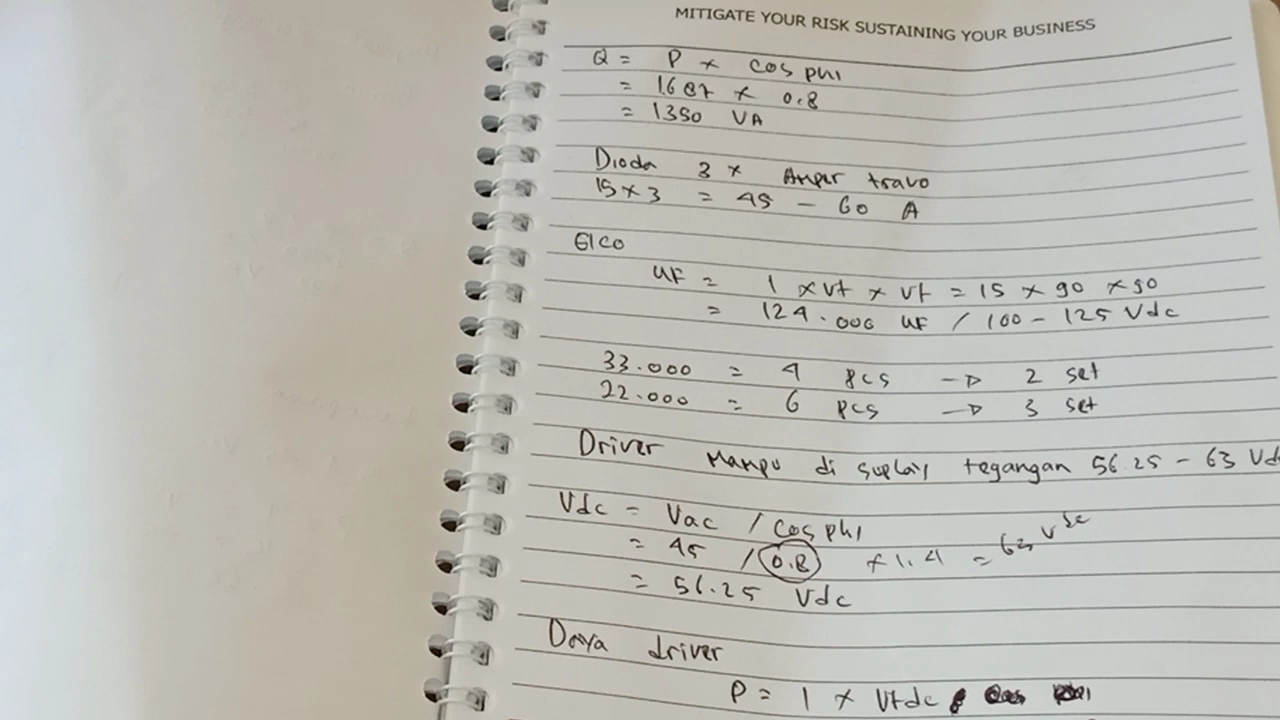 MITIGATE YOUR RISK SUSTAINING YOUR BUSINESS
Q = P x cos phi
= 1687 x 0.8
= 1350 VA
Dioda 3 x Amper travo
15 x 3 = 45 - 60 A
Elco
UF = 1 x Vt x Vt = 15 x 90 x 90
= 124.000 UF / 100 - 125 Vdc
33.000 = 4 pcs → 2 set
22.000 = 6 pcs → 3 set
Driver Mampu di suplaiy tegangan 56.25 - 63 Vdc
Vdc = Vac / cos phi
= 45 / 0.8 x 1.4 = 63 Vdc
= 56.25 Vdc
Daya driver
P = 1 x Vtdc